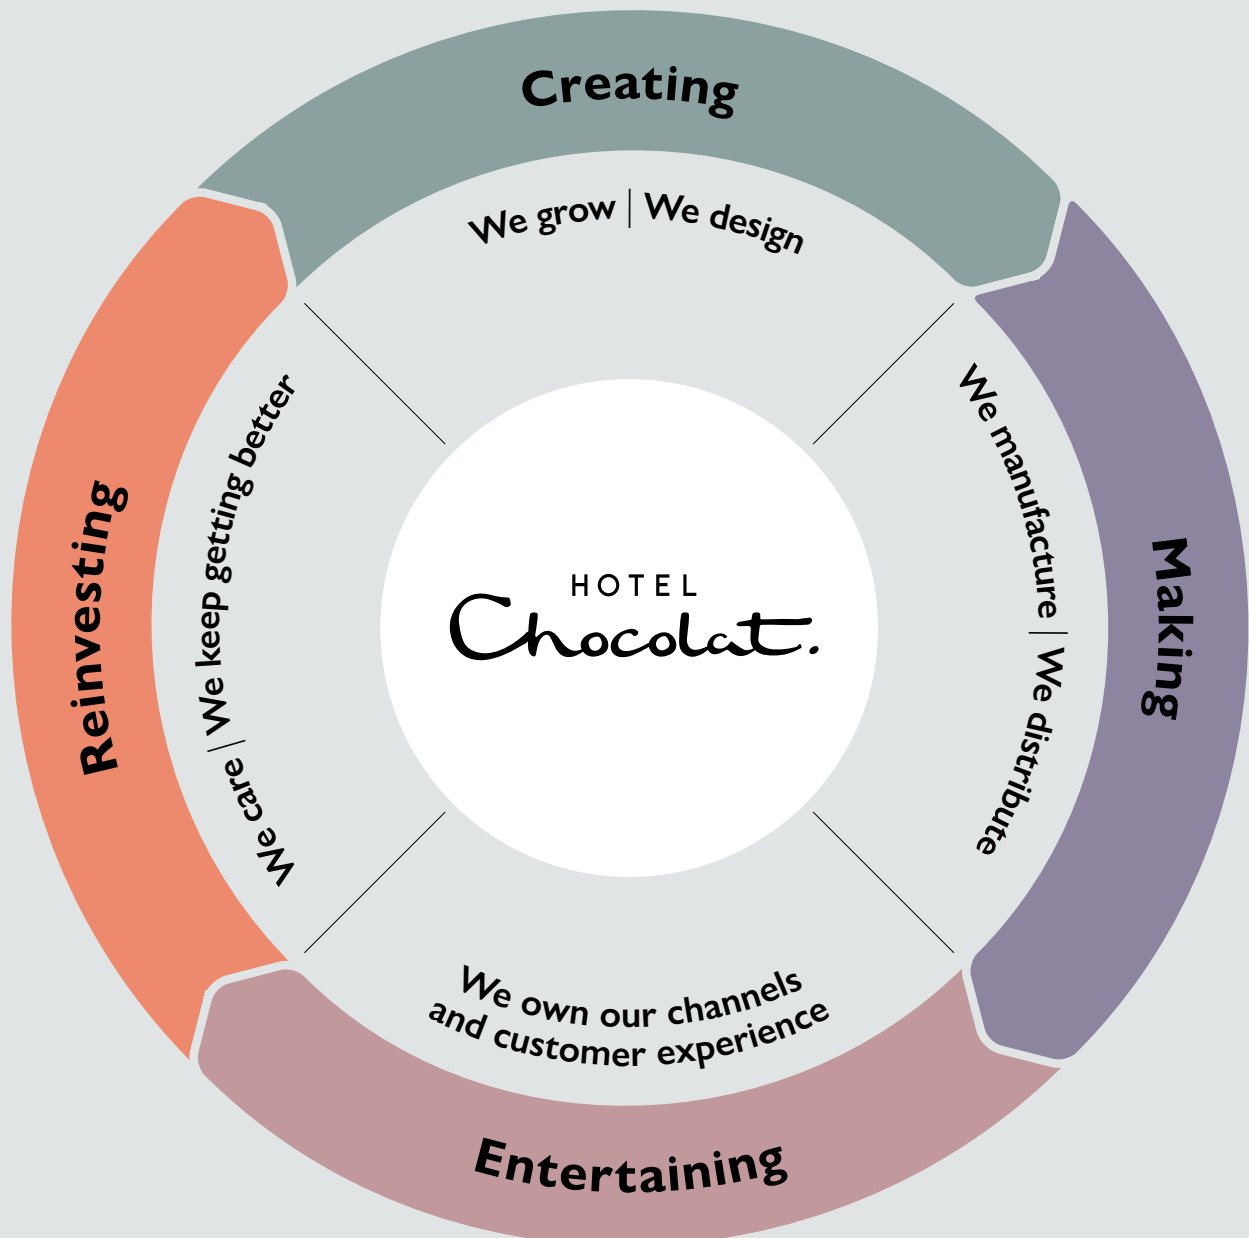 Creating
We grow | We design
Making
We manufacture | We distribute
Entertaining
We own our channels
and customer experience
Reinvesting
We care | We keep getting better
HOTEL
Chocolat.